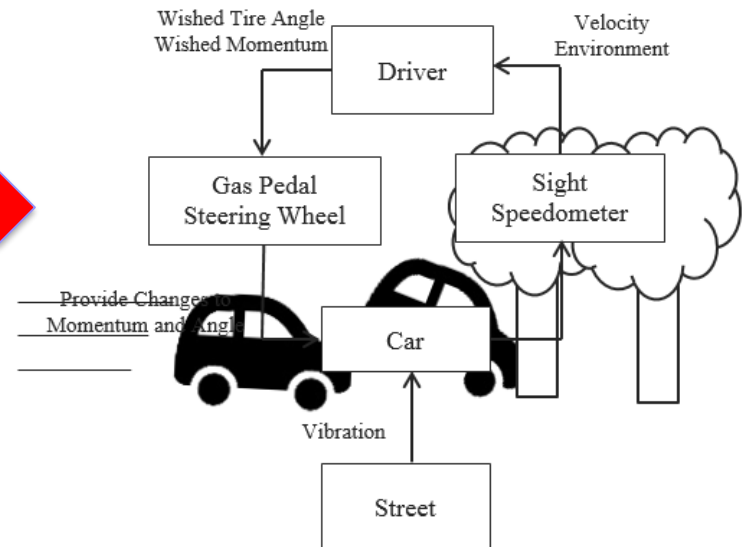 Wished Tire Angle
Wished Momentum
Velocity
Environment
Driver
Gas Pedal
Steering Wheel
Sight
Speedometer
Provide Changes to
Momentum and Angle
Car
Vibration
Street